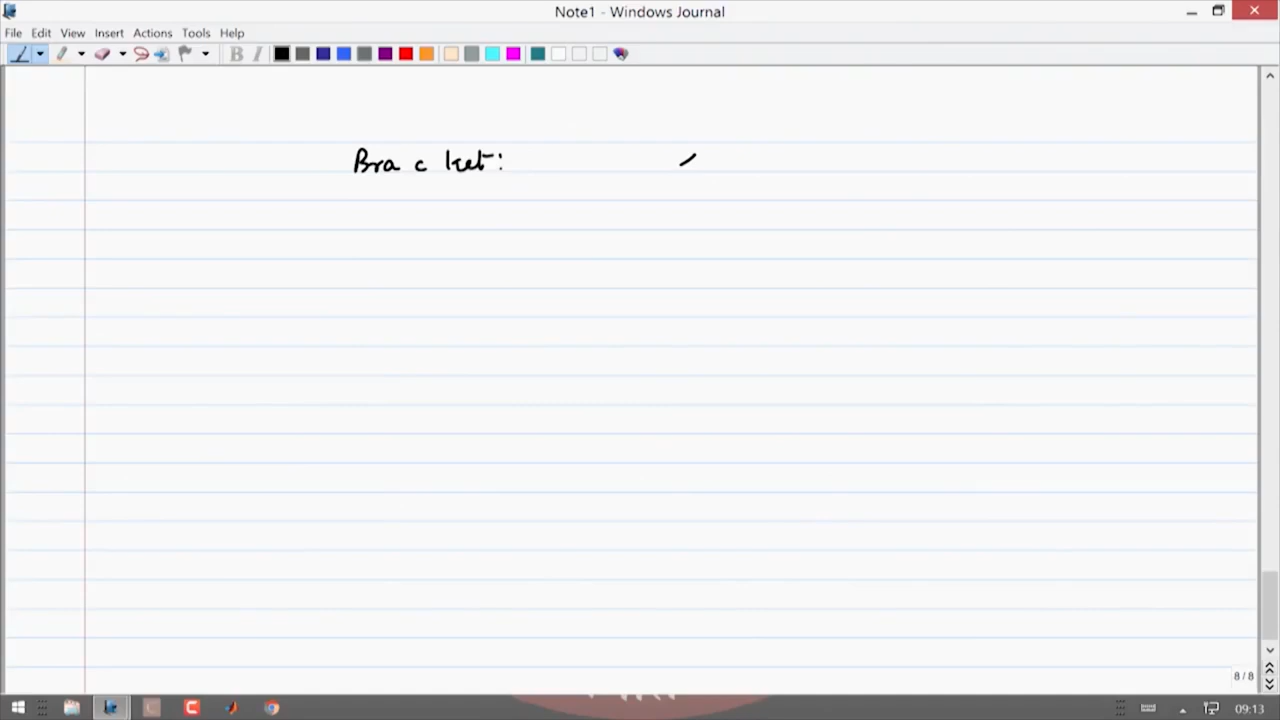 Note1 - Windows Journal
File Edit View Insert Actions Tools Help
B I
Bra c ket:
8 / 8
09:13